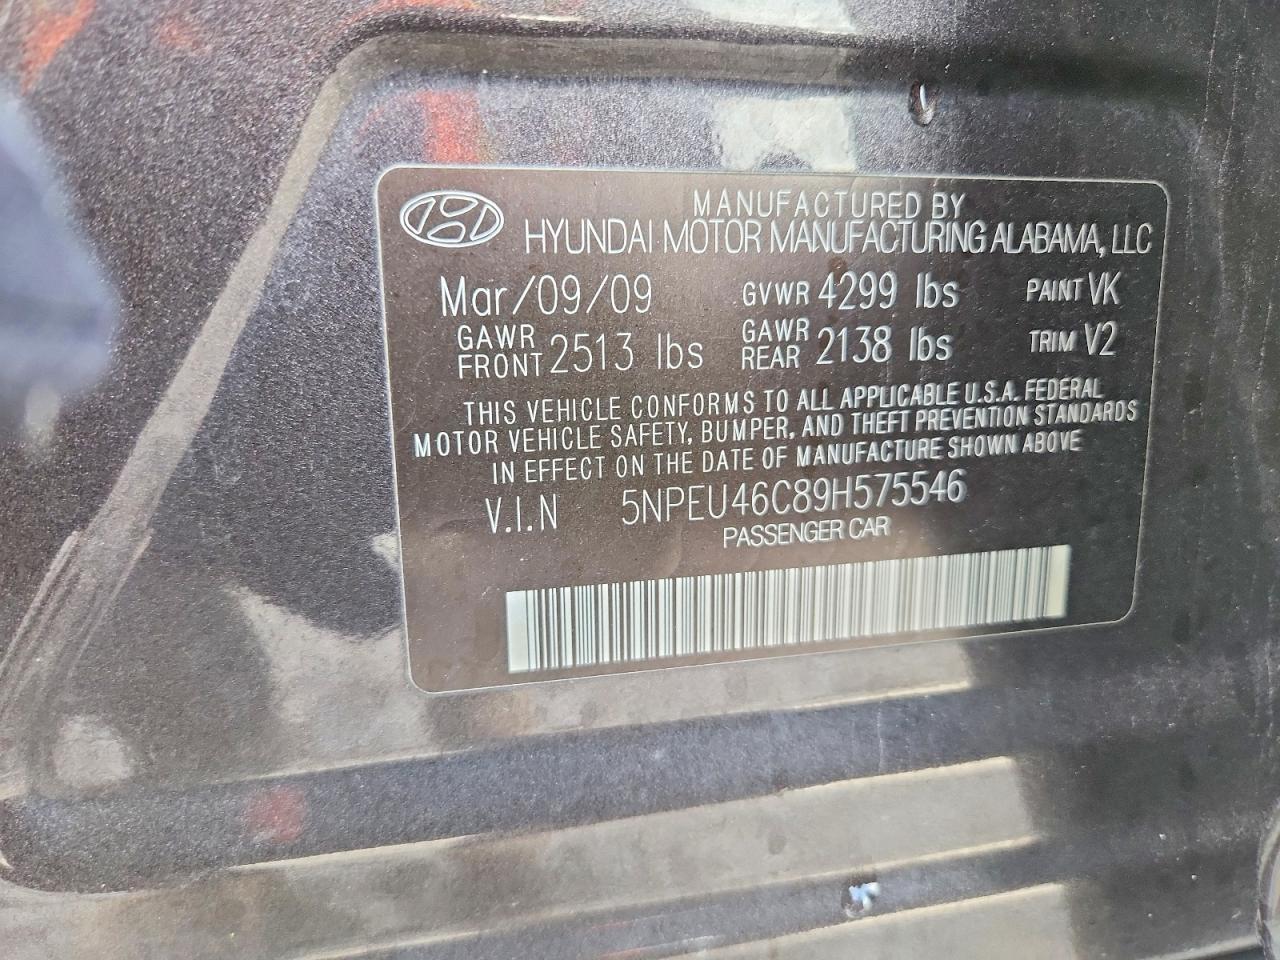 MANUFACTURED BY
HYUNDAI MOTOR MANUFACTURING ALABAMA, LLC
Mar/09/09 GVWR 4299 lbs PAINT VK
GAWR FRONT 2513 lbs GAWR REAR 2138 lbs TRIM V2
THIS VEHICLE CONFORMS TO ALL APPLICABLE U.S.A. FEDERAL
MOTOR VEHICLE SAFETY, BUMPER, AND THEFT PREVENTION STANDARDS
IN EFFECT ON THE DATE OF MANUFACTURE SHOWN ABOVE
V.I.N 5NPEU46C89H575546
PASSENGER CAR